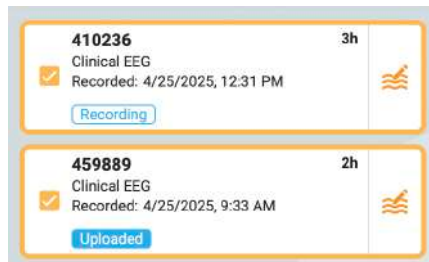 410236 3h
Clinical EEG
Recorded: 4/25/2025, 12:31 PM
Recording
459889 2h
Clinical EEG
Recorded: 4/25/2025, 9:33 AM
Uploaded